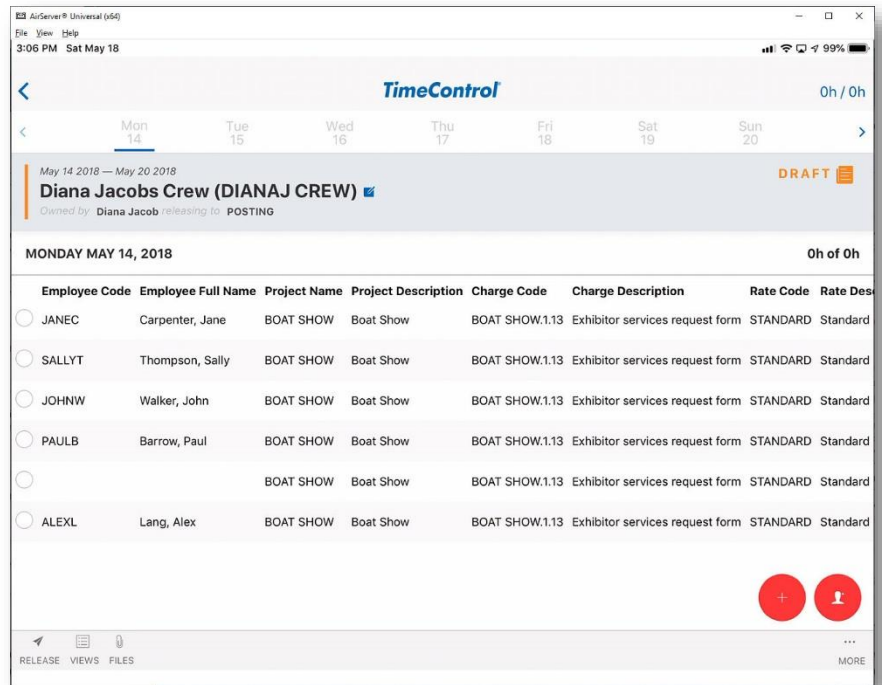 AirServer® Universal (x64)
File View Help
3:06 PM Sat May 18 99%
TimeControl 0h / 0h
Mon Tue Wed Thu Fri Sat Sun
14 15 16 17 18 19 20
May 14 2018 — May 20 2018 DRAFT
Diana Jacobs Crew (DIANAJ CREW)
Owned by Diana Jacob releasing to POSTING
MONDAY MAY 14, 2018 0h of 0h
Employee Code Employee Full Name Project Name Project Description Charge Code Charge Description Rate Code Rate Des
JANEC Carpenter, Jane BOAT SHOW Boat Show BOAT SHOW.1.13 Exhibitor services request form STANDARD Standard
SALLYT Thompson, Sally BOAT SHOW Boat Show BOAT SHOW.1.13 Exhibitor services request form STANDARD Standard
JOHNW Walker, John BOAT SHOW Boat Show BOAT SHOW.1.13 Exhibitor services request form STANDARD Standard
PAULB Barrow, Paul BOAT SHOW Boat Show BOAT SHOW.1.13 Exhibitor services request form STANDARD Standard
BOAT SHOW Boat Show BOAT SHOW.1.13 Exhibitor services request form STANDARD Standard
ALEXL Lang, Alex BOAT SHOW Boat Show BOAT SHOW.1.13 Exhibitor services request form STANDARD Standard
RELEASE VIEWS FILES MORE